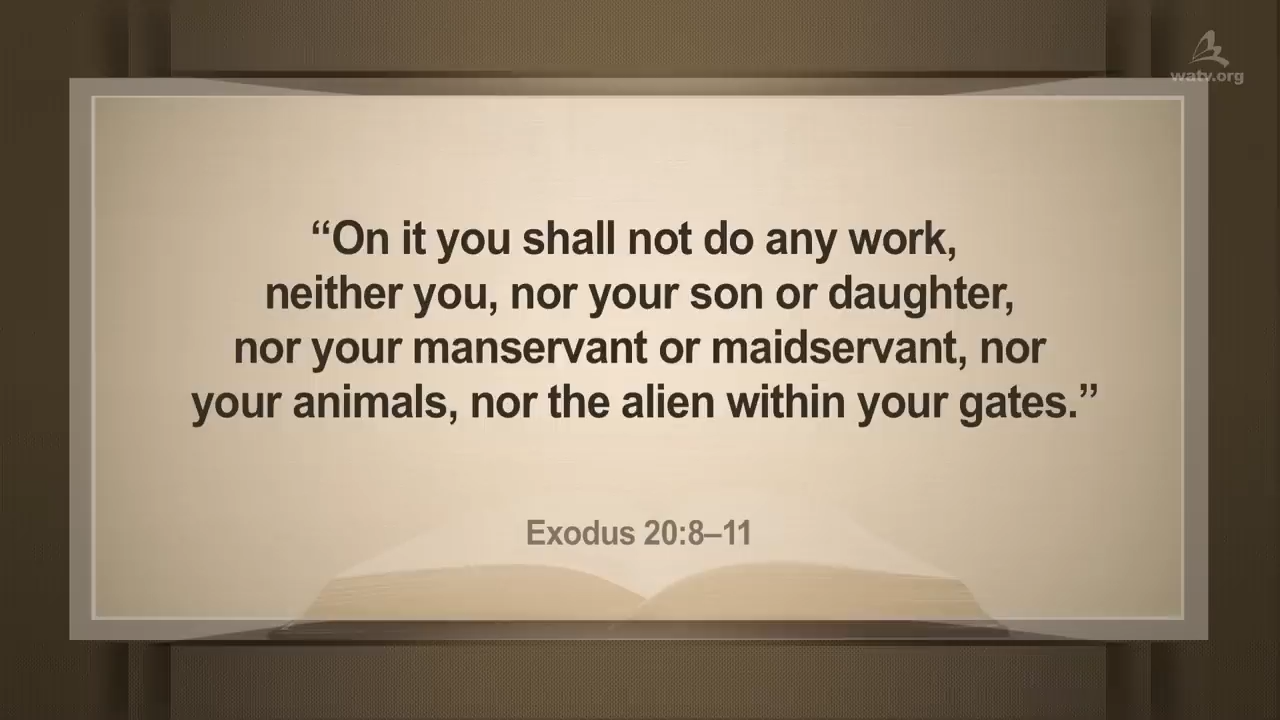 watv.org
“On it you shall not do any work,
neither you, nor your son or daughter,
nor your manservant or maidservant, nor
your animals, nor the alien within your gates.”
Exodus 20:8–11